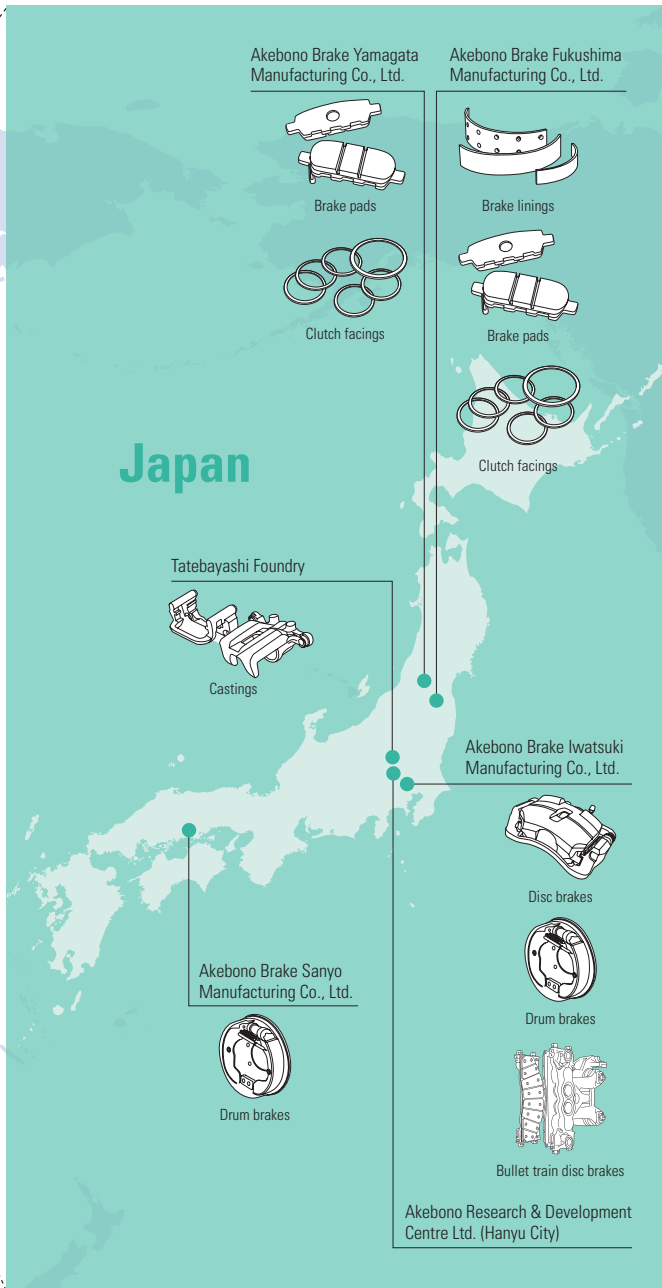 Akebono Brake Yamagata
Manufacturing Co., Ltd.
Brake pads
Clutch facings
Akebono Brake Fukushima
Manufacturing Co., Ltd.
Brake linings
Brake pads
Clutch facings
Japan
Tatebayashi Foundry
Castings
Akebono Brake Iwatsuki
Manufacturing Co., Ltd.
Disc brakes
Drum brakes
Bullet train disc brakes
Akebono Brake Sanyo
Manufacturing Co., Ltd.
Drum brakes
Akebono Research & Development
Centre Ltd. (Hanyu City)